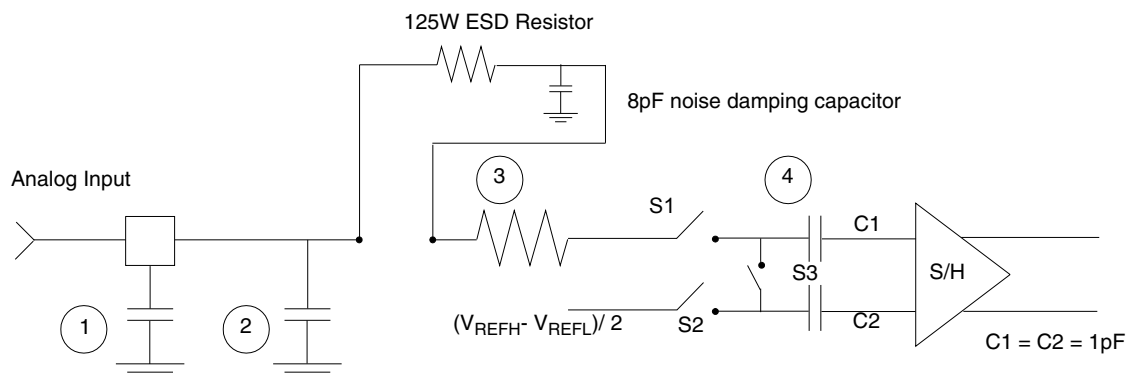 125W ESD Resistor
8pF noise damping capacitor
Analog Input
3
4
S1
C1
S/H
S3
1
2
(VREFH- VREFL)/ 2
S2
C2
C1 = C2 = 1pF